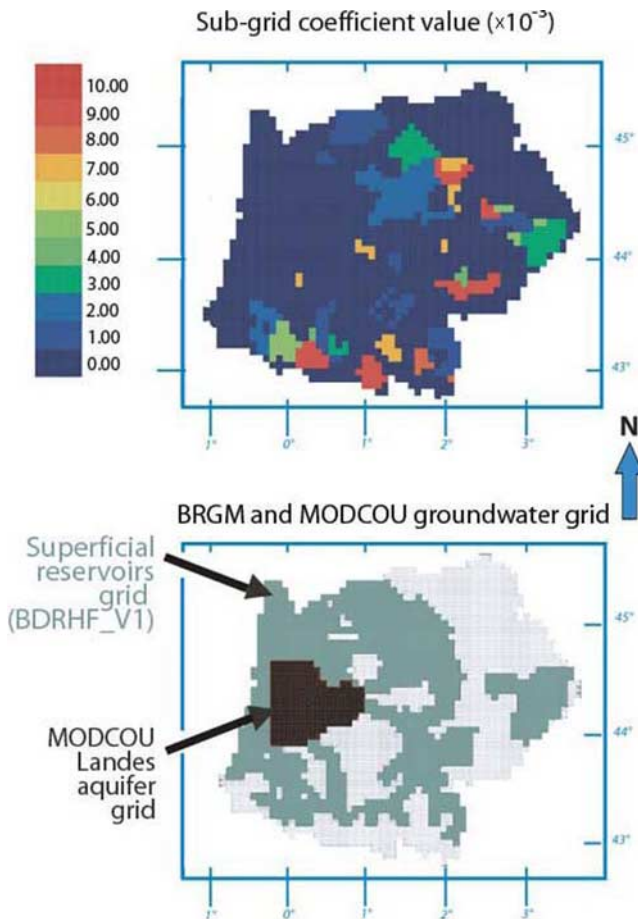 Sub-grid coefficient value (×10⁻³)
10.00
9.00
8.00
7.00
6.00
5.00
4.00
3.00
2.00
1.00
0.00
45°
44°
43°
1°
0°
1°
2°
3°
N
BRGM and MODCOU groundwater grid
Superficial
reservoirs
grid
(BDRHF_V1)
MODCOU
Landes
aquifer
grid
45°
44°
43°
1°
0°
1°
2°
3°